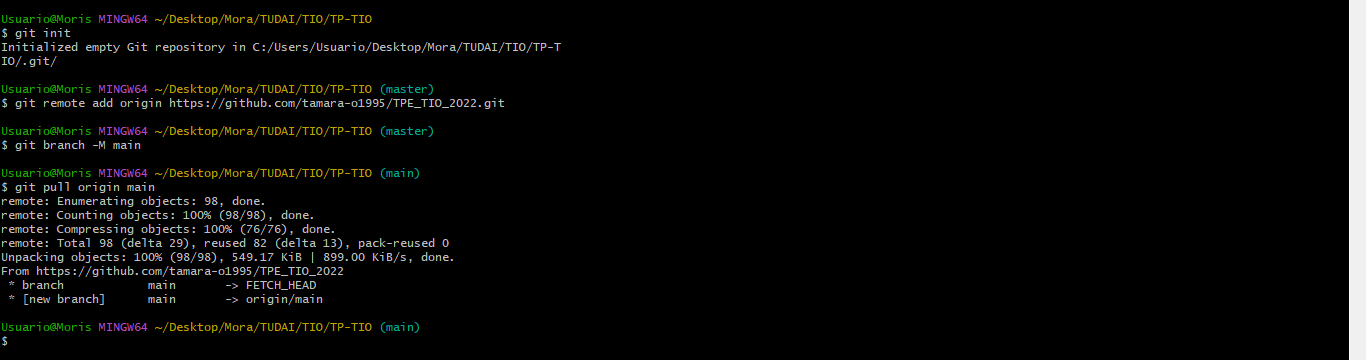 Usuario@Moris MINGW64 ~/Desktop/Mora/TUDAI/TIO/TP-TIO
$ git init
Initialized empty Git repository in C:/Users/Usuario/Desktop/Mora/TUDAI/TIO/TP-T
IO/.git/
Usuario@Moris MINGW64 ~/Desktop/Mora/TUDAI/TIO/TP-TIO (master)
$ git remote add origin https://github.com/tamara-o1995/TPE_TIO_2022.git
Usuario@Moris MINGW64 ~/Desktop/Mora/TUDAI/TIO/TP-TIO (master)
$ git branch -M main
Usuario@Moris MINGW64 ~/Desktop/Mora/TUDAI/TIO/TP-TIO (main)
$ git pull origin main
remote: Enumerating objects: 98, done.
remote: Counting objects: 100% (98/98), done.
remote: Compressing objects: 100% (76/76), done.
remote: Total 98 (delta 29), reused 82 (delta 13), pack-reused 0
Unpacking objects: 100% (98/98), 549.17 KiB | 899.00 KiB/s, done.
From https://github.com/tamara-o1995/TPE_TIO_2022
 * branch            main       -> FETCH_HEAD
 * [new branch]      main       -> origin/main
Usuario@Moris MINGW64 ~/Desktop/Mora/TUDAI/TIO/TP-TIO (main)
$